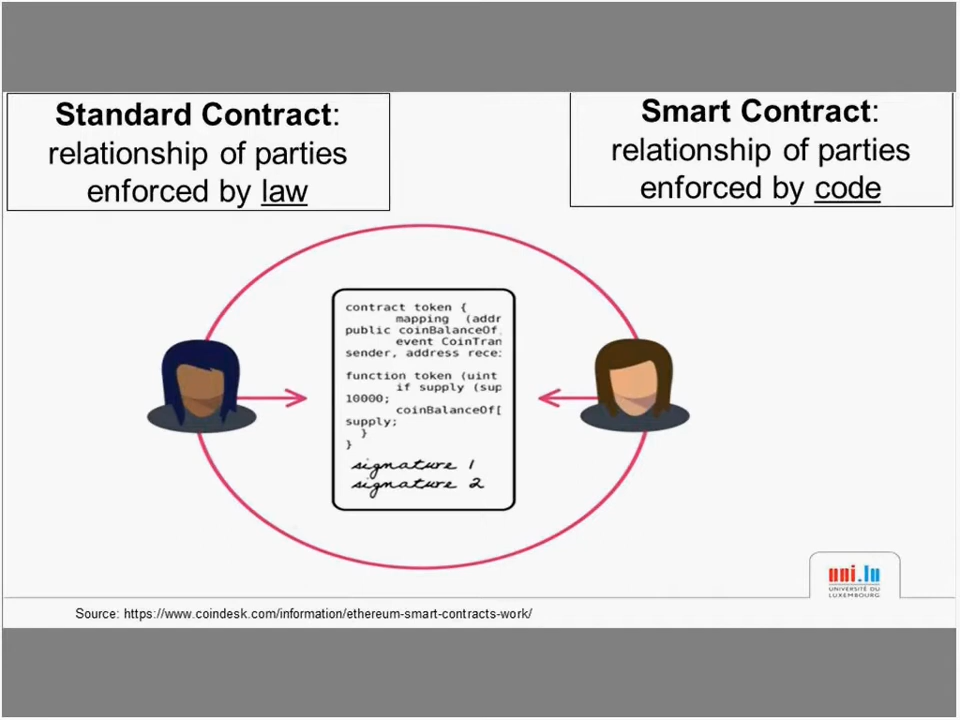 Standard Contract:
relationship of parties
enforced by law
Smart Contract:
relationship of parties
enforced by code
contract token {
mapping (addr
public coinBalanceOf
event CoinTran
sender, address recei
function token (uint
if supply (sup
10000;
coinBalanceOf[
supply;
}
}
signature 1
signature 2
uni.lu
UNIVERSITÉ DU
LUXEMBOURG
Source: https://www.coindesk.com/information/ethereum-smart-contracts-work/